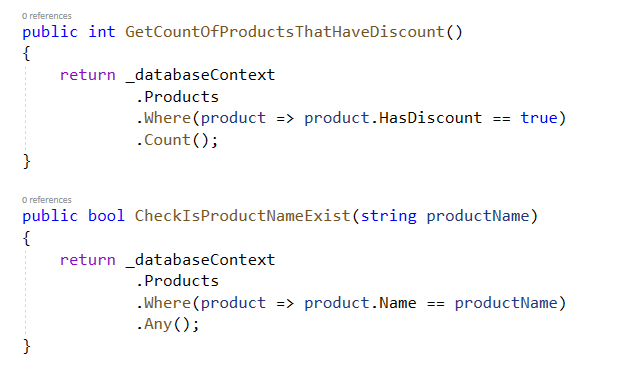 0 references
public int GetCountOfProductsThatHaveDiscount()
{
return _databaseContext
.Products
.Where(product => product.HasDiscount == true)
.Count();
}
0 references
public bool CheckIsProductNameExist(string productName)
{
return _databaseContext
.Products
.Where(product => product.Name == productName)
.Any();
}